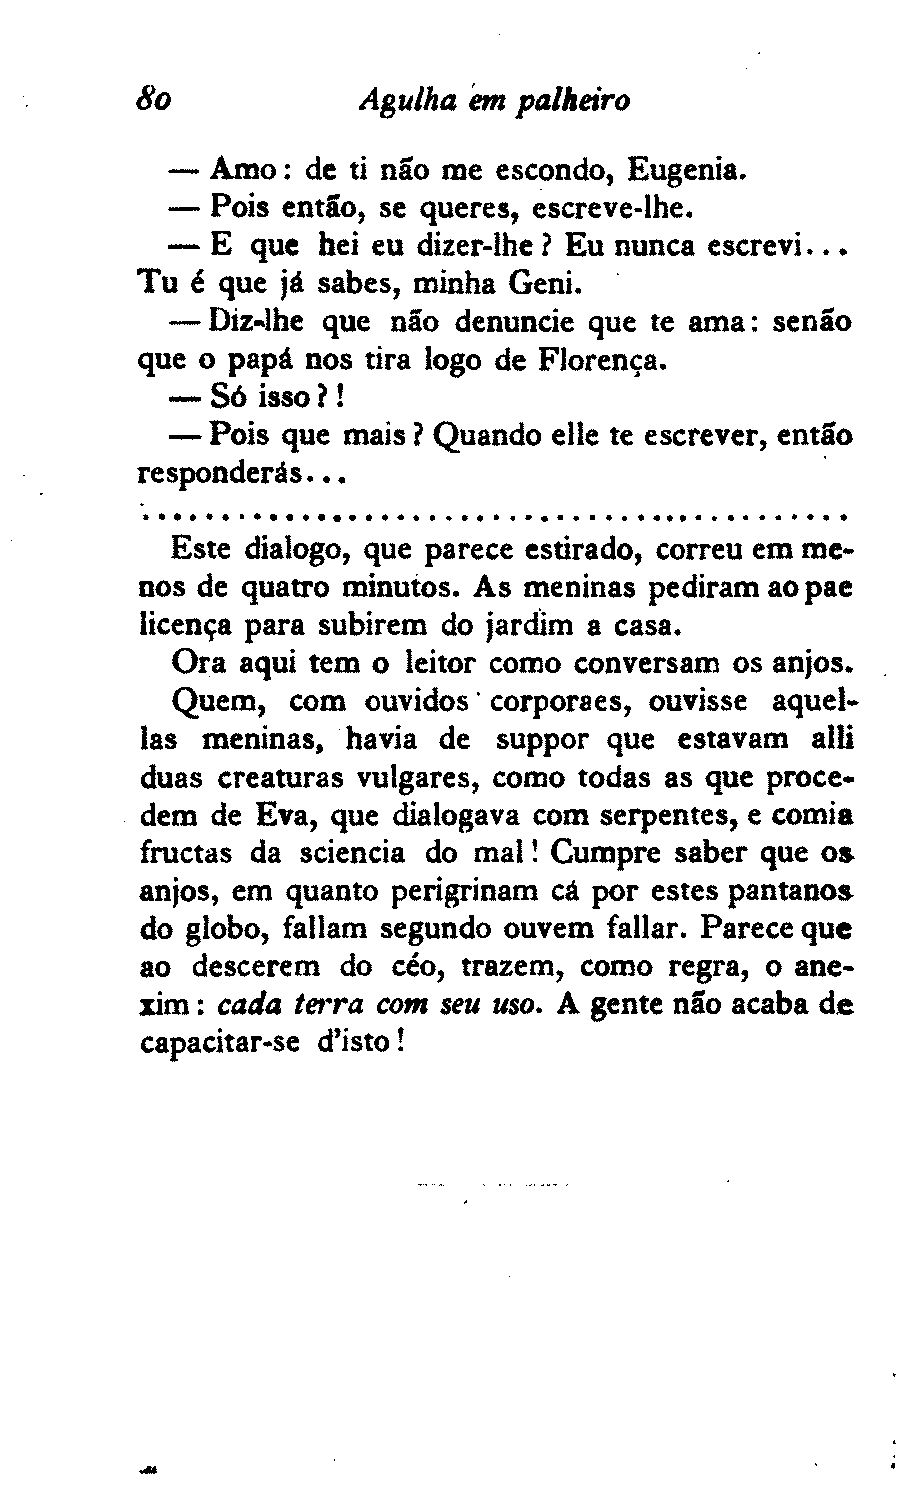 80 Agulha em palheiro
— Amo: de ti não me escondo, Eugenia.
— Pois então, se queres, escreve-lhe.
— E que hei eu dizer-lhe? Eu nunca escrevi...
Tu é que já sabes, minha Geni.
— Diz-lhe que não denuncie que te ama: senão
que o papá nos tira logo de Florença.
— Só isso?!
— Pois que mais? Quando elle te escrever, então
responderás...
.............................................
Este dialogo, que parece estirado, correu em me-
nos de quatro minutos. As meninas pediram ao pae
licença para subirem do jardim a casa.
Ora aqui tem o leitor como conversam os anjos.
Quem, com ouvidos corporaes, ouvisse aquel-
las meninas, havia de suppor que estavam alli
duas creaturas vulgares, como todas as que proce-
dem de Eva, que dialogava com serpentes, e comia
fructas da sciencia do mal! Cumpre saber que os
anjos, em quanto perigrinam cá por estes pantanos
do globo, fallam segundo ouvem fallar. Parece que
ao descerem do céo, trazem, como regra, o ane-
xim: cada terra com seu uso. A gente não acaba de
capacitar-se d'isto!